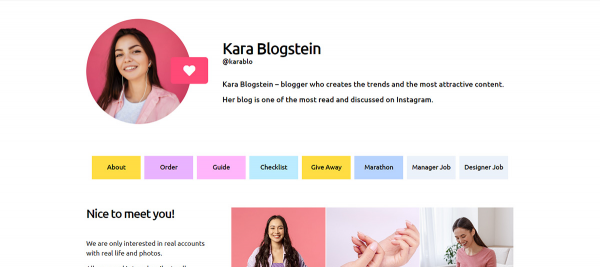 Kara Blogstein
@karablo
Kara Blogstein – blogger who creates the trends and the most attractive content.
Her blog is one of the most read and discussed on Instagram.
About
Order
Guide
Checklist
Give Away
Marathon
Manager Job
Designer Job
Nice to meet you!
We are only interested in real accounts
with real life and photos.